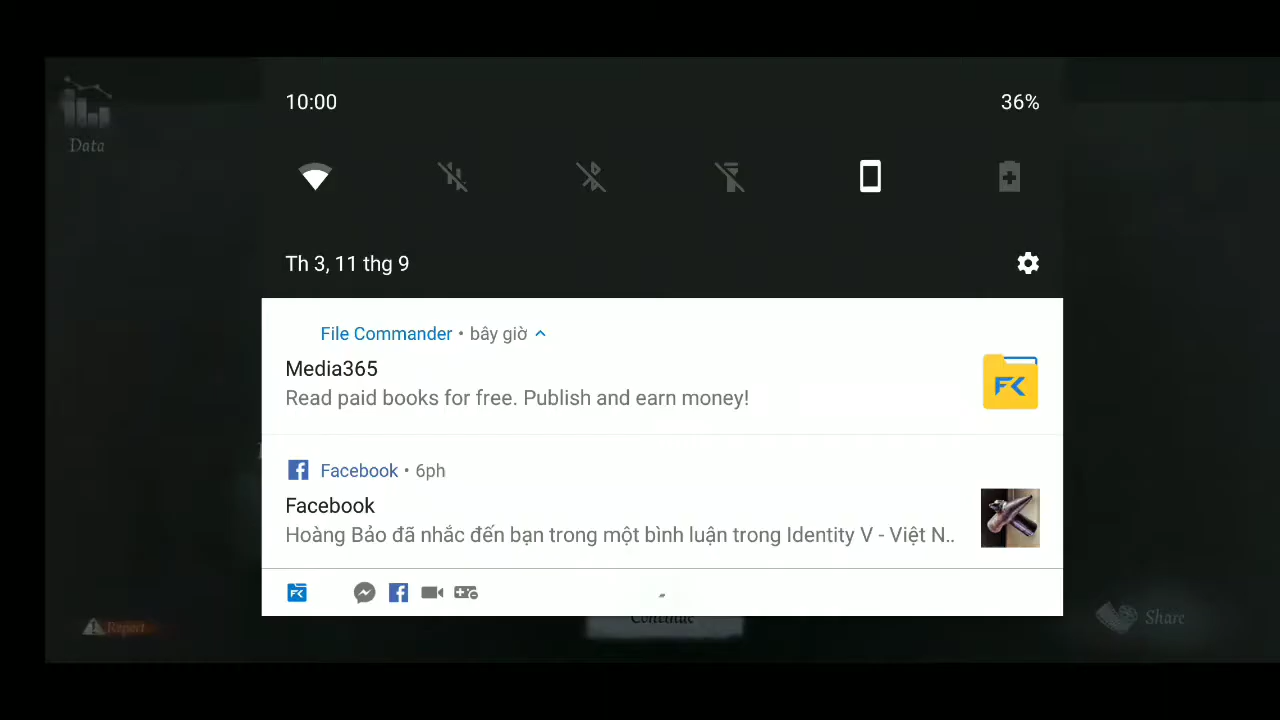 10:00
36%
Data
Th 3, 11 thg 9
File Commander • bây giờ
Media365
Read paid books for free. Publish and earn money!
Facebook • 6ph
Facebook
Hoàng Bảo đã nhắc đến bạn trong một bình luận trong Identity V - Việt N..
Continue
Report
Share